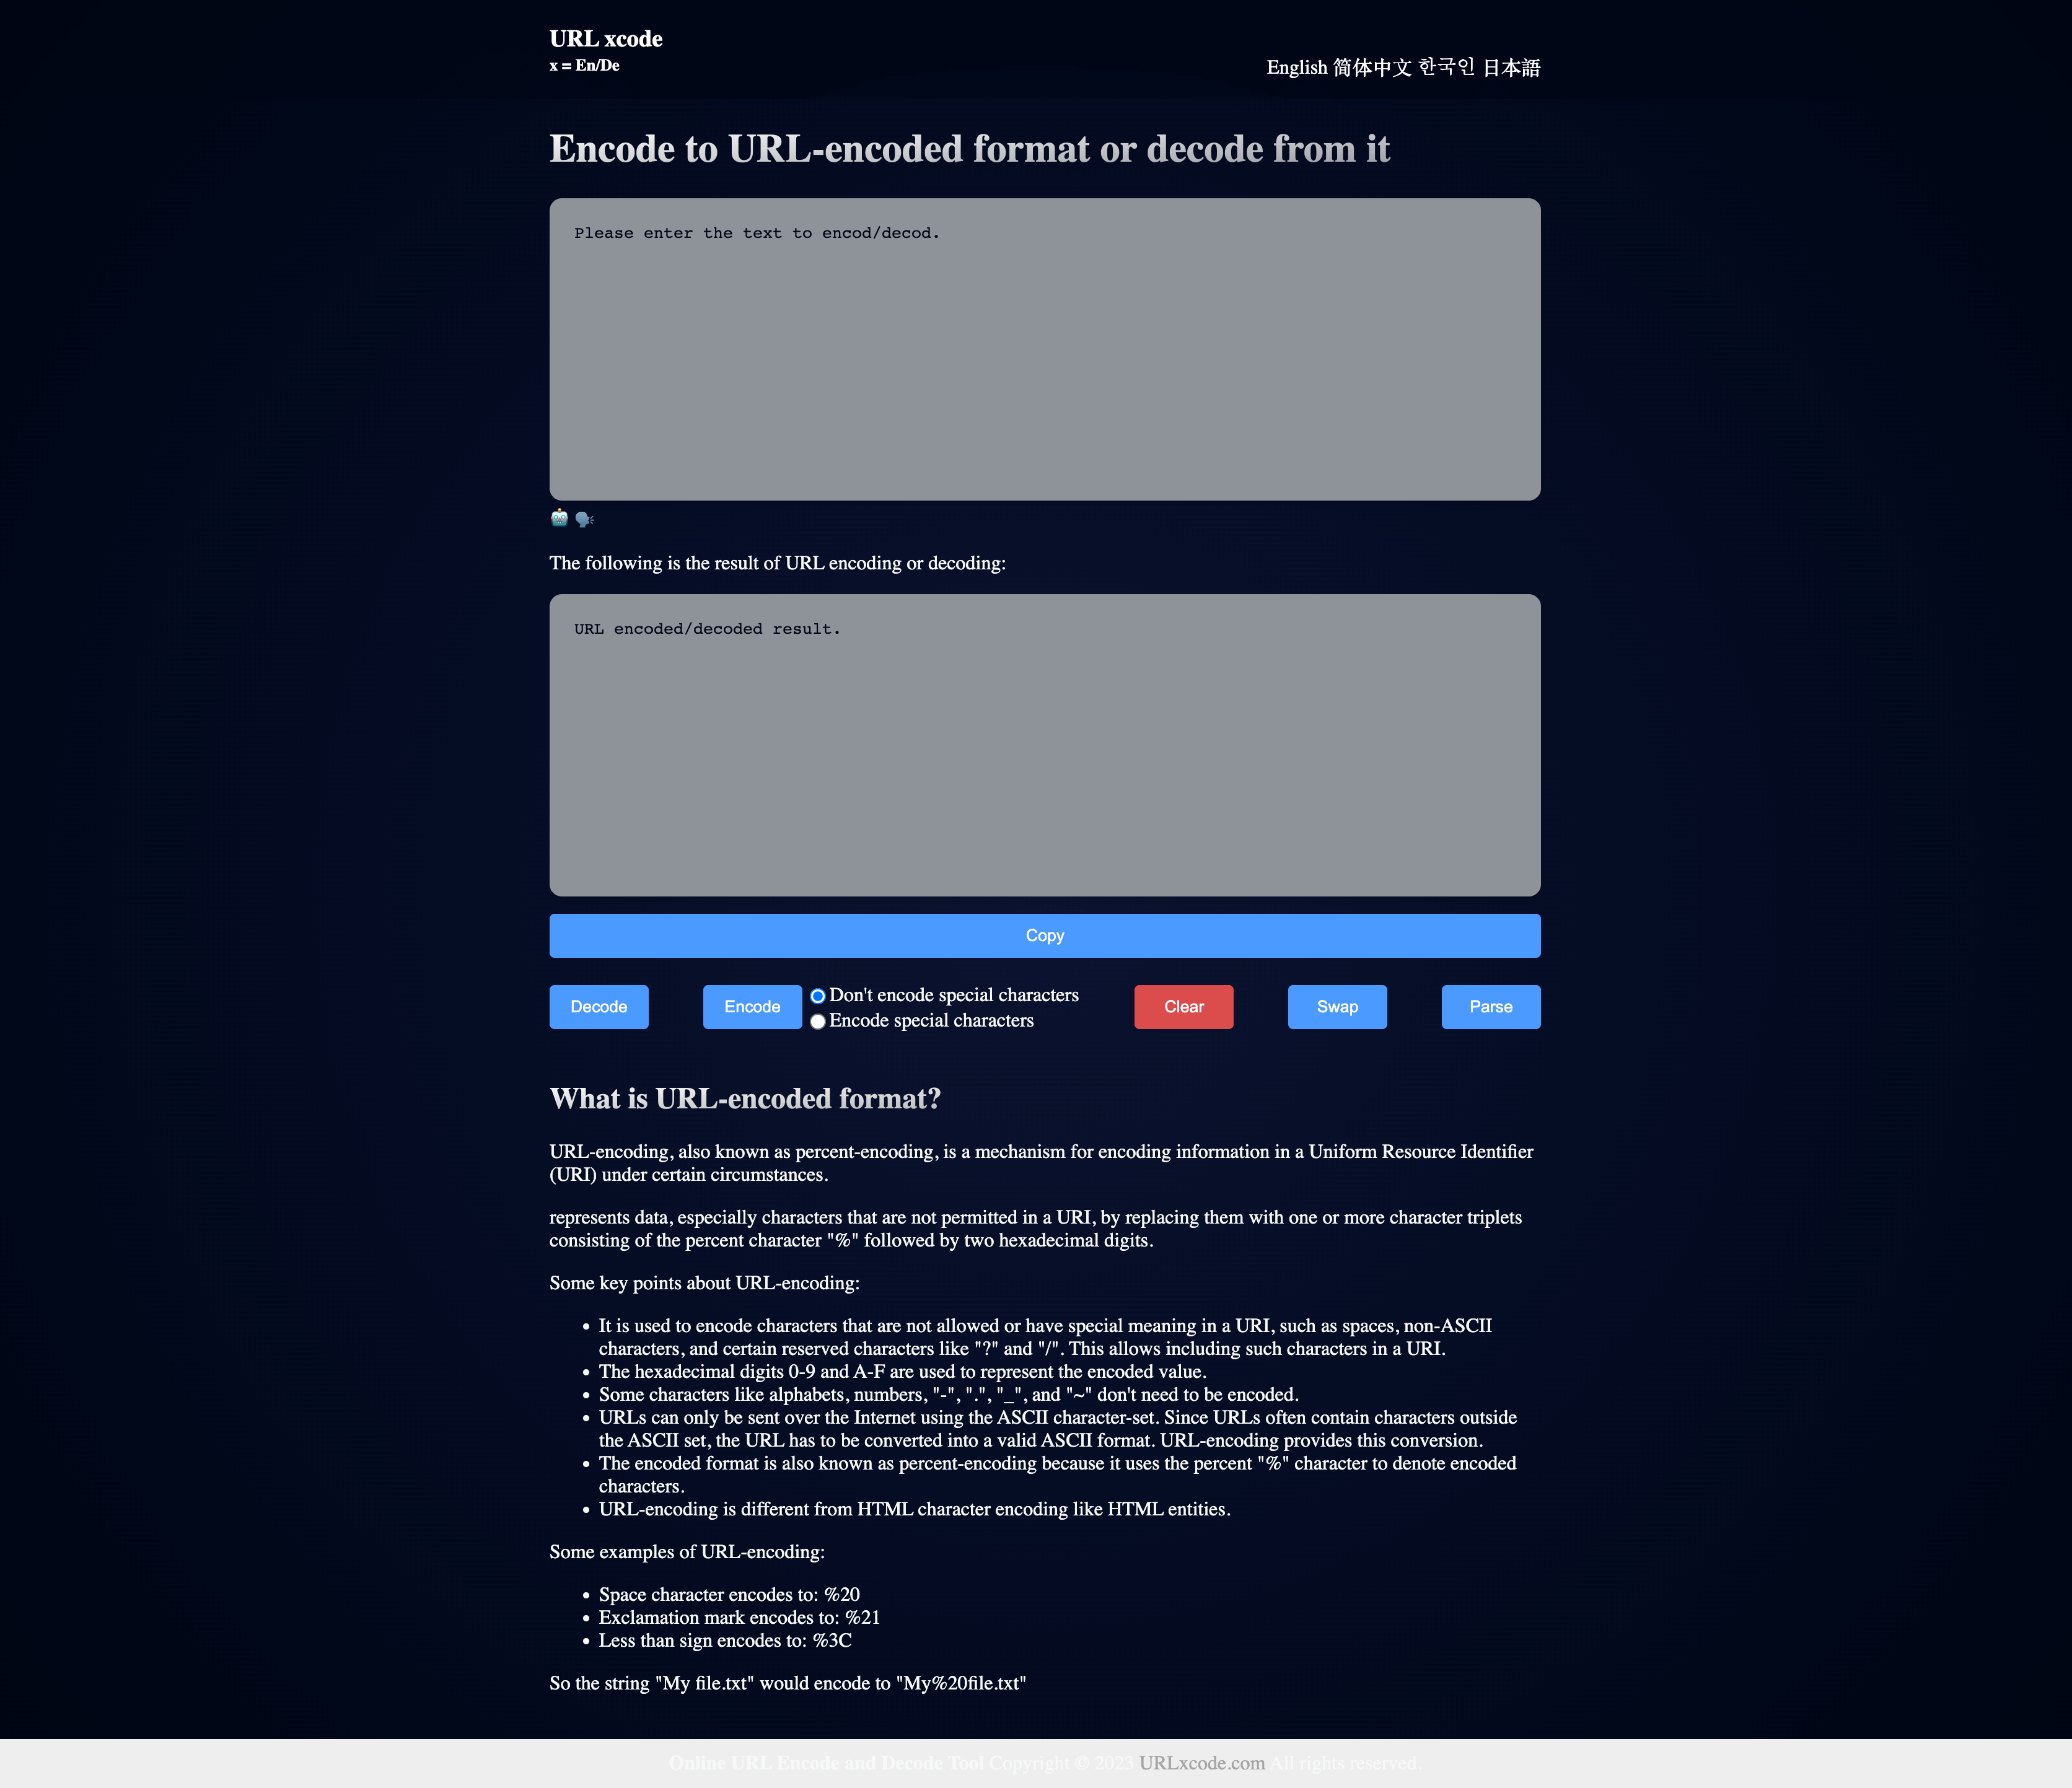 URL xcode
x = En/De
English 简体中文 한국인 日本語
Encode to URL-encoded format or decode from it
Please enter the text to encod/decod.
The following is the result of URL encoding or decoding:
URL encoded/decoded result.
Copy
Decode
Encode
Don't encode special characters
Encode special characters
Clear
Swap
Parse
What is URL-encoded format?
URL-encoding, also known as percent-encoding, is a mechanism for encoding information in a Uniform Resource Identifier
(URI) under certain circumstances.
represents data, especially characters that are not permitted in a URI, by replacing them with one or more character triplets
consisting of the percent character "%" followed by two hexadecimal digits.
Some key points about URL-encoding:
• It is used to encode characters that are not allowed or have special meaning in a URI, such as spaces, non-ASCII
characters, and certain reserved characters like "?" and "/". This allows including such characters in a URI.
• The hexadecimal digits 0-9 and A-F are used to represent the encoded value.
• Some characters like alphabets, numbers, "-", ".", "_", and "~" don't need to be encoded.
• URLs can only be sent over the Internet using the ASCII character-set. Since URLs often contain characters outside
the ASCII set, the URL has to be converted into a valid ASCII format. URL-encoding provides this conversion.
• The encoded format is also known as percent-encoding because it uses the percent "%" character to denote encoded
characters.
• URL-encoding is different from HTML character encoding like HTML entities.
Some examples of URL-encoding:
• Space character encodes to: %20
• Exclamation mark encodes to: %21
• Less than sign encodes to: %3C
So the string "My file.txt" would encode to "My%20file.txt"
Online URL Encode and Decode Tool Copyright © 2023 URLxcode.com All rights reserved.